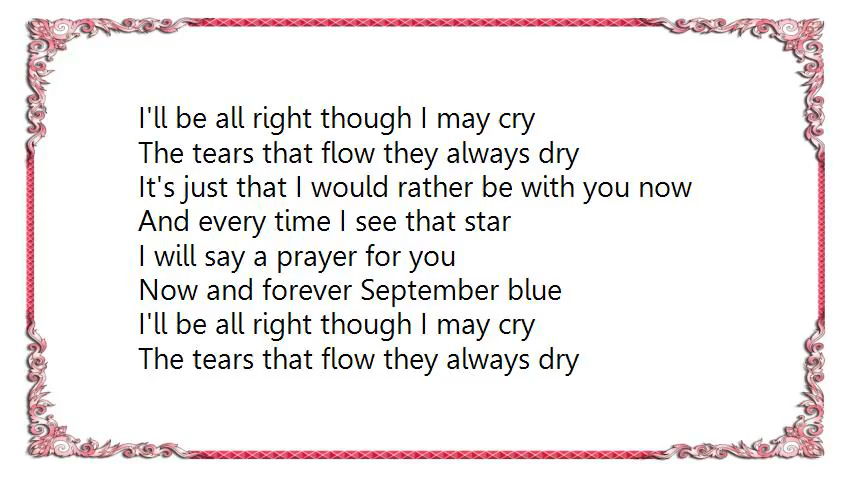 I'll be all right though I may cry
The tears that flow they always dry
It's just that I would rather be with you now
And every time I see that star
I will say a prayer for you
Now and forever September blue
I'll be all right though I may cry
The tears that flow they always dry